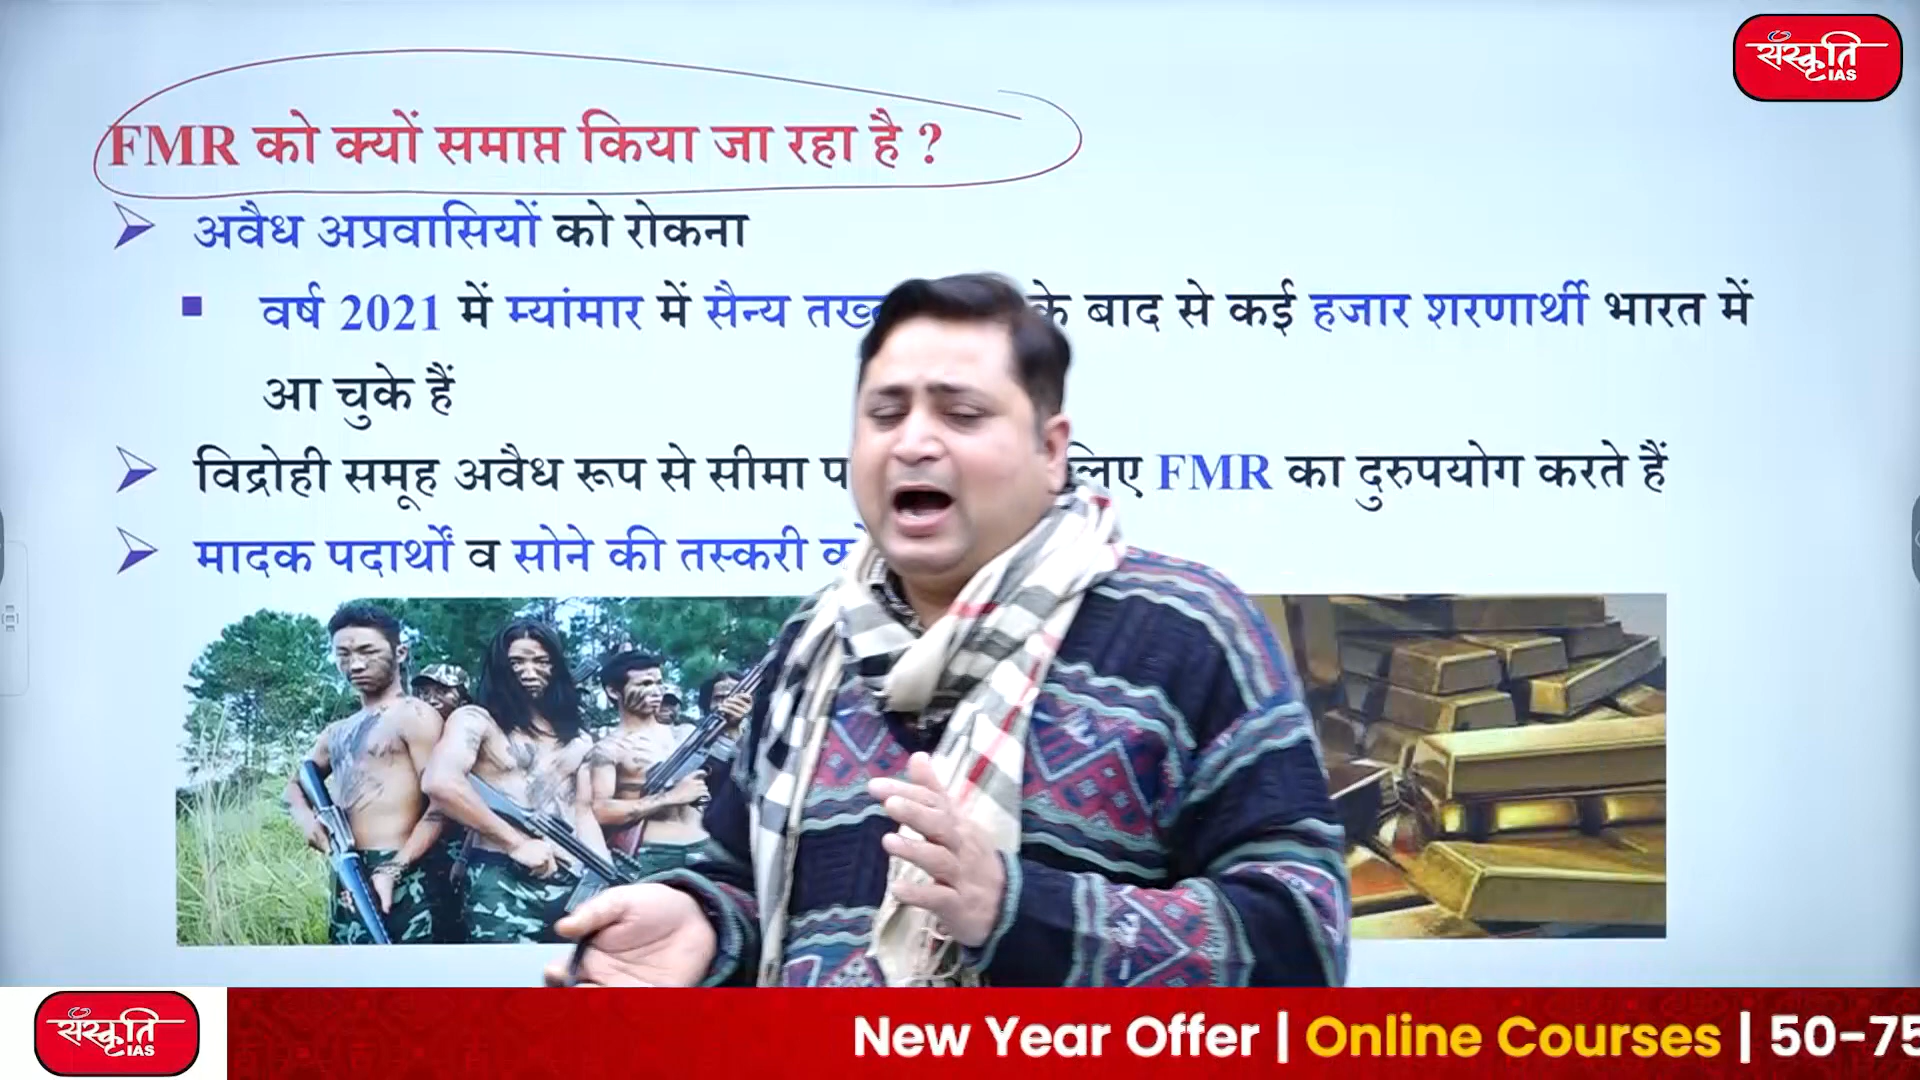 संस्कृति
IAS
FMR को क्यों समाप्त किया जा रहा है ?
अवैध अप्रवासियों को रोकना
वर्ष 2021 में म्यांमार में सैन्य के बाद से कई हजार शरणार्थी भारत में
आ चुके हैं
विद्रोही समूह अवैध रूप से सीमा लिए FMR का दुरुपयोग करते हैं
मादक पदार्थों व सोने की तस्करी
संस्कृति
IAS
New Year Offer | Online Courses | 50-75